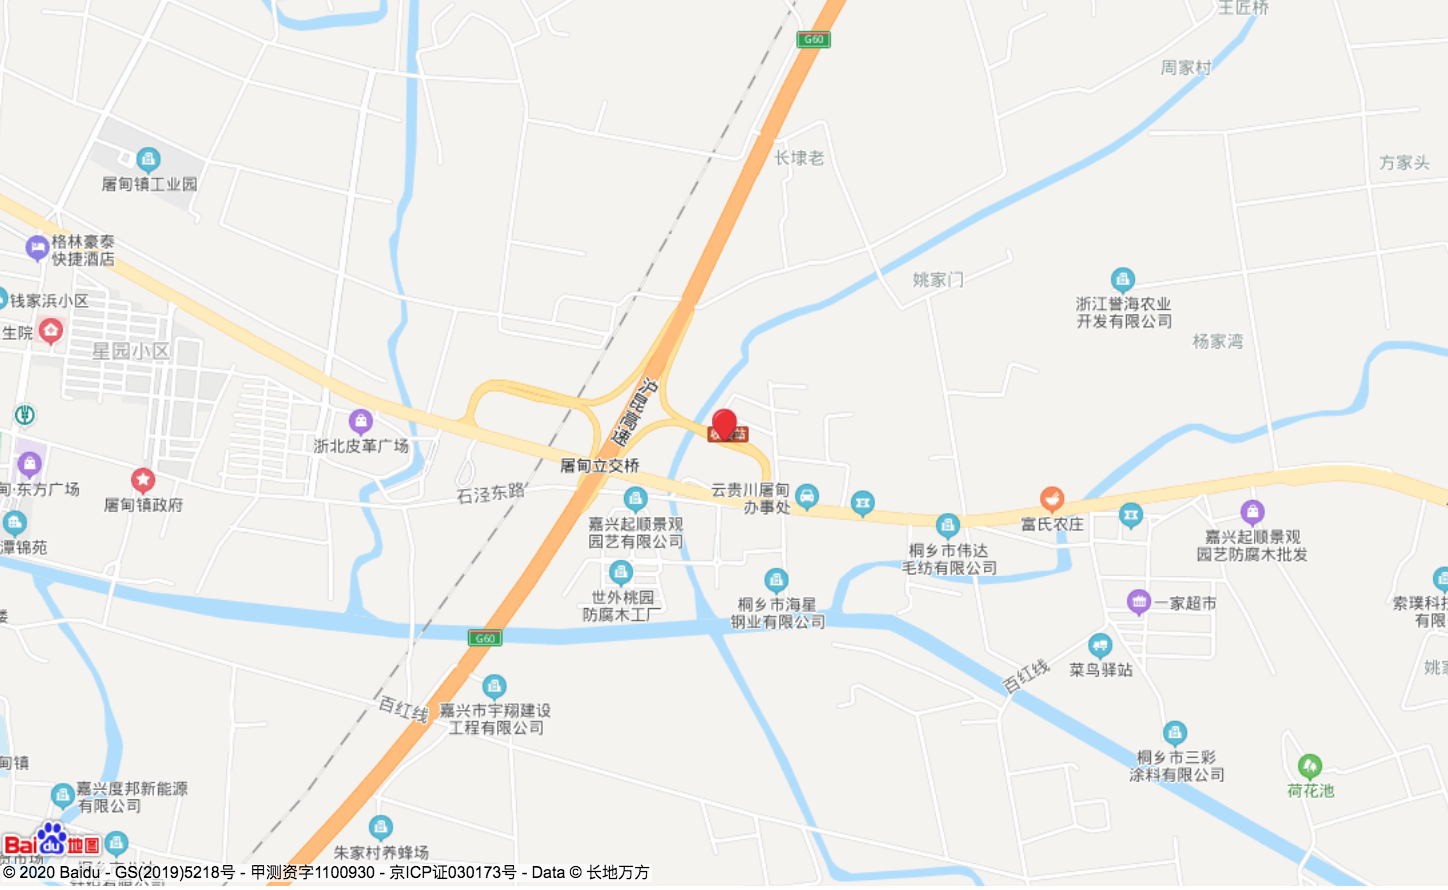 王匠桥
G60
周家村
长埭老
方家头
屠甸镇工业园
格林豪泰
快捷酒店
姚家门
钱家浜小区
浙江誉海农业
开发有限公司
生院
星园小区
杨家湾
沪昆高速
浙北皮革广场
屠甸立交桥
甸·东方广场
屠甸镇政府
石泾东路
云贵川屠甸
办事处
嘉兴起顺景观
园艺有限公司
富氏农庄
嘉兴起顺景观
园艺防腐木批发
潭锦苑
桐乡市伟达
毛纺有限公司
世外桃园
防腐木工厂
桐乡市海星
钢业有限公司
一家超市
索璞科技
有限
G60
菜鸟驿站
百红线
姚家
百红线
嘉兴市宇翔建设
工程有限公司
桐乡市三彩
涂料有限公司
甸镇
嘉兴度邦新能源
有限公司
荷花池
Bai du 地图
朱家村养蜂场
© 2020 Baidu - GS(2019)5218号 - 甲测资字1100930 - 京ICP证030173号 - Data © 长地万方